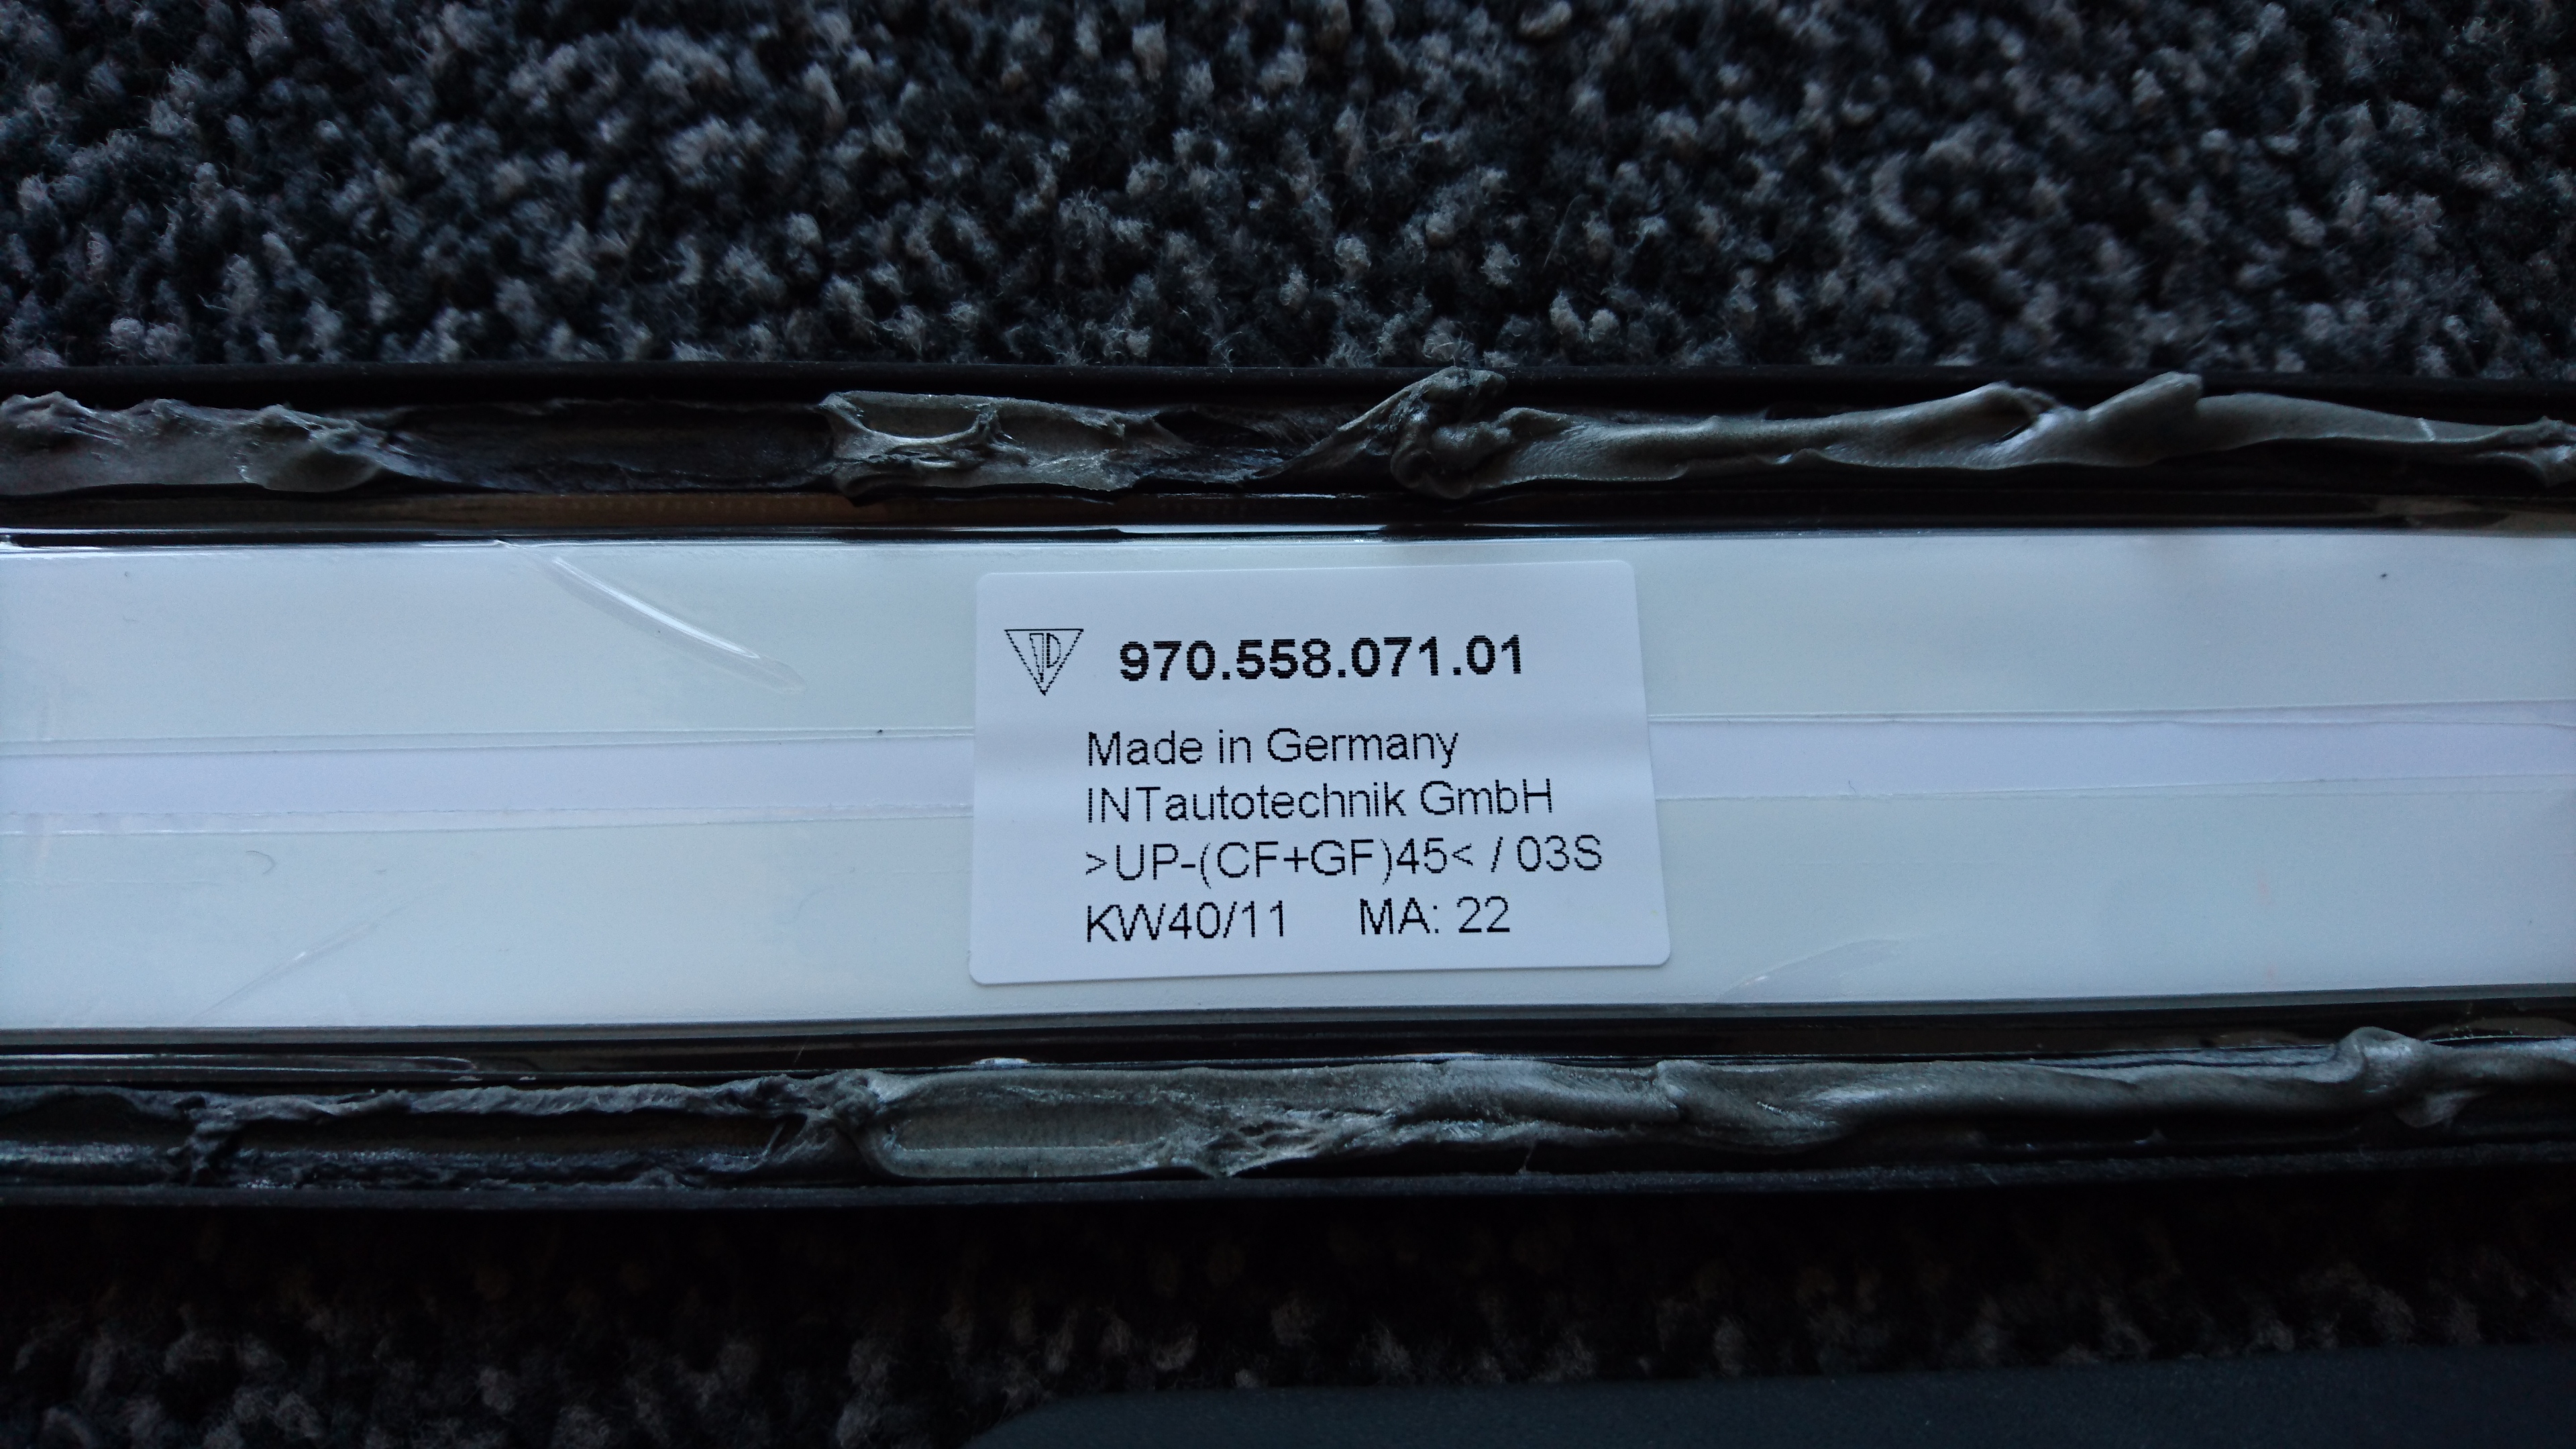 970.558.071.01
Made in Germany
INTautotechnik GmbH
>UP-(CF+GF)45< / 03S
KW40/11 MA: 22